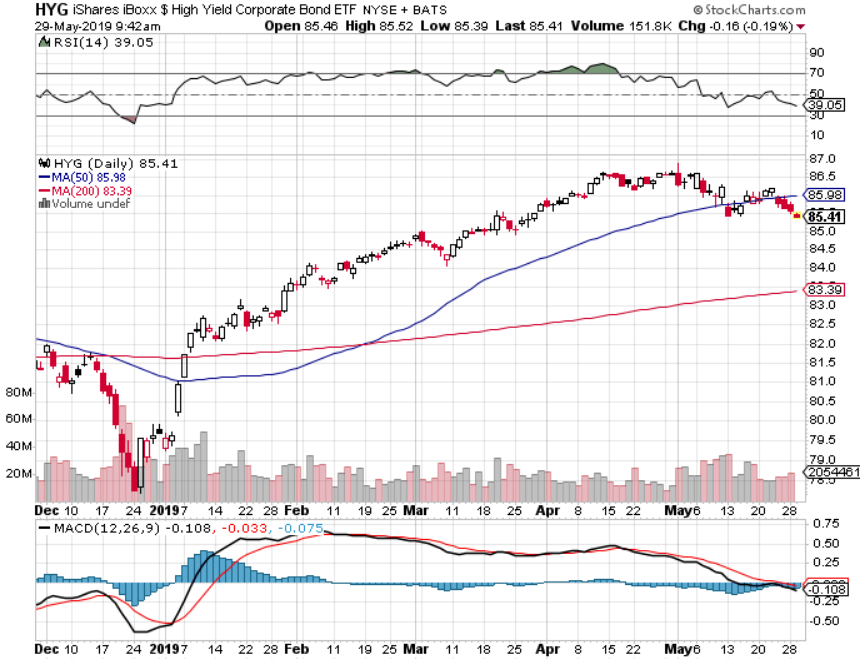 HYG iShares iBoxx $ High Yield Corporate Bond ETF NYSE + BATS
© StockCharts.com
29-May-2019 9:42am
Open 85.46 High 85.52 Low 85.39 Last 85.41 Volume 151.8K Chg -0.16 (-0.19%)
RSI(14) 39.05
90
70
50
39.05
30
10
HYG (Daily) 85.41
MA(50) 85.98
MA(200) 83.39
Volume undef
87.0
86.5
85.98
85.41
85.0
84.5
84.0
83.39
83.0
82.5
82.0
81.5
81.0
80.5
80.0
79.5
79.0
78.5
80M
60M
40M
20M
2054461
Dec 10 17 24 2019 7 14 22 28 Feb 12 19 25 Mar 11 18 25 Apr 8 15 22 May 6 13 20 28
MACD(12,26,9) -0.108, -0.033, -0.075
0.75
0.50
0.25
-0.108
-0.25
-0.50
Dec 10 17 24 2019 7 14 22 28 Feb 12 19 25 Mar 11 18 25 Apr 8 15 22 May 6 13 20 28